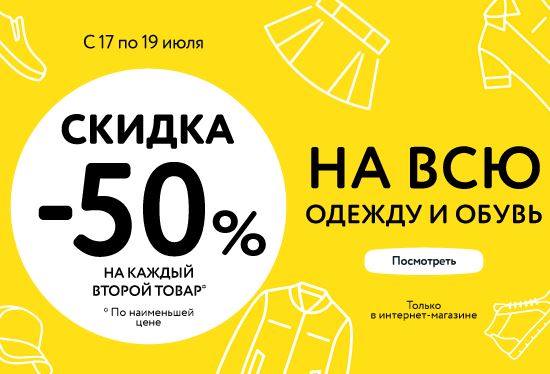 С 17 по 19 июля
СКИДКА
-50%
НА КАЖДЫЙ
ВТОРОЙ ТОВАР°
° По наименьшей
цене
НА ВСЮ
ОДЕЖДУ И ОБУВЬ
Посмотреть
Только
в интернет-магазине